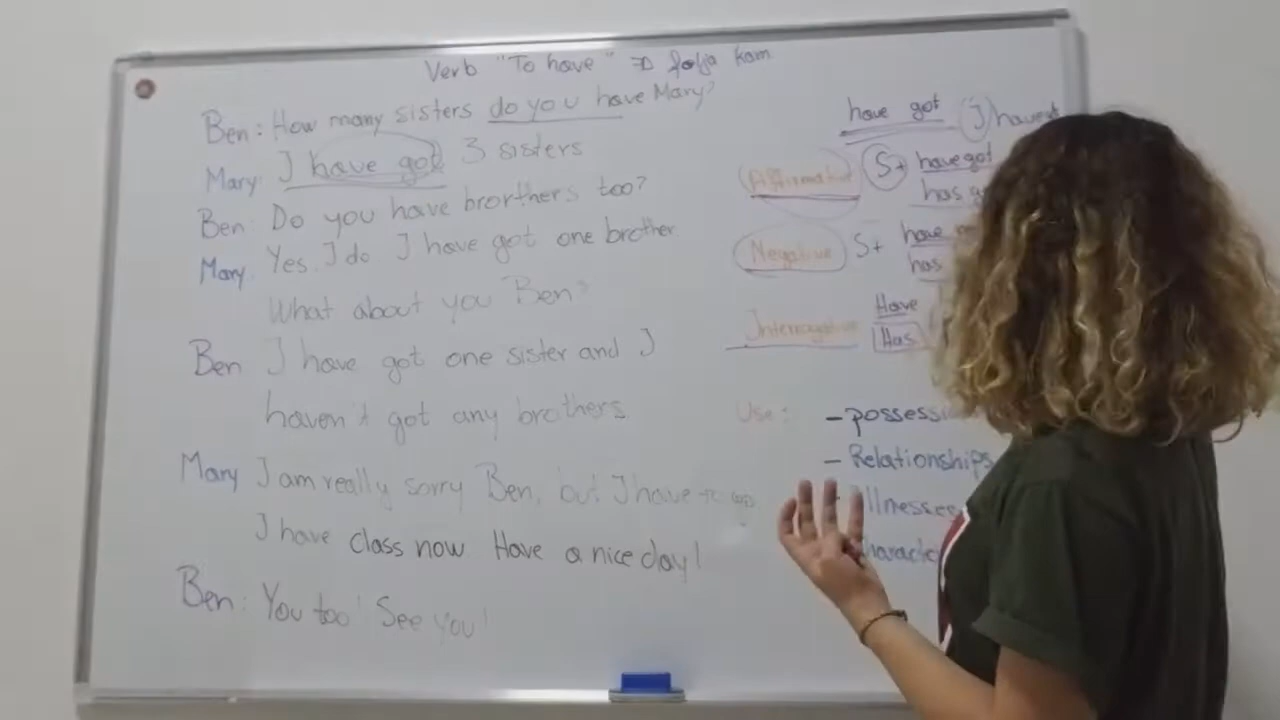 Verb "To have" => folja kam
Ben: How many sisters do you have Mary?
Mary: I have got 3 sisters
Ben: Do you have brorthers too?
Mary: Yes, I do I have got one brother
What about you Ben?
Ben I have got one sister and I
haven't got any brothers.
Mary I am really sorry Ben, but I have to
I have class now Have a nice day!
Ben: You too! See you!
have got I haven't
Affirmative S+ have got
has
Negative S+ have
has
Interrogative Have
Has
Use: -
- Relationships
- Illnesses